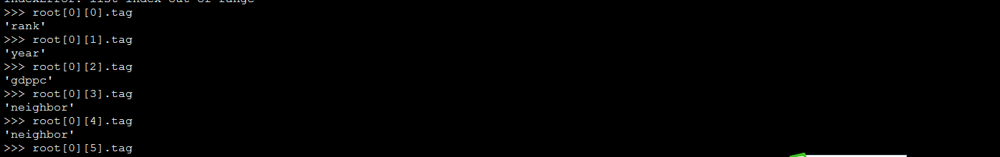 IndexError: list index out of range
>>> root[0][0].tag
'rank'
>>> root[0][1].tag
'year'
>>> root[0][2].tag
'gdppc'
>>> root[0][3].tag
'neighbor'
>>> root[0][4].tag
'neighbor'
>>> root[0][5].tag